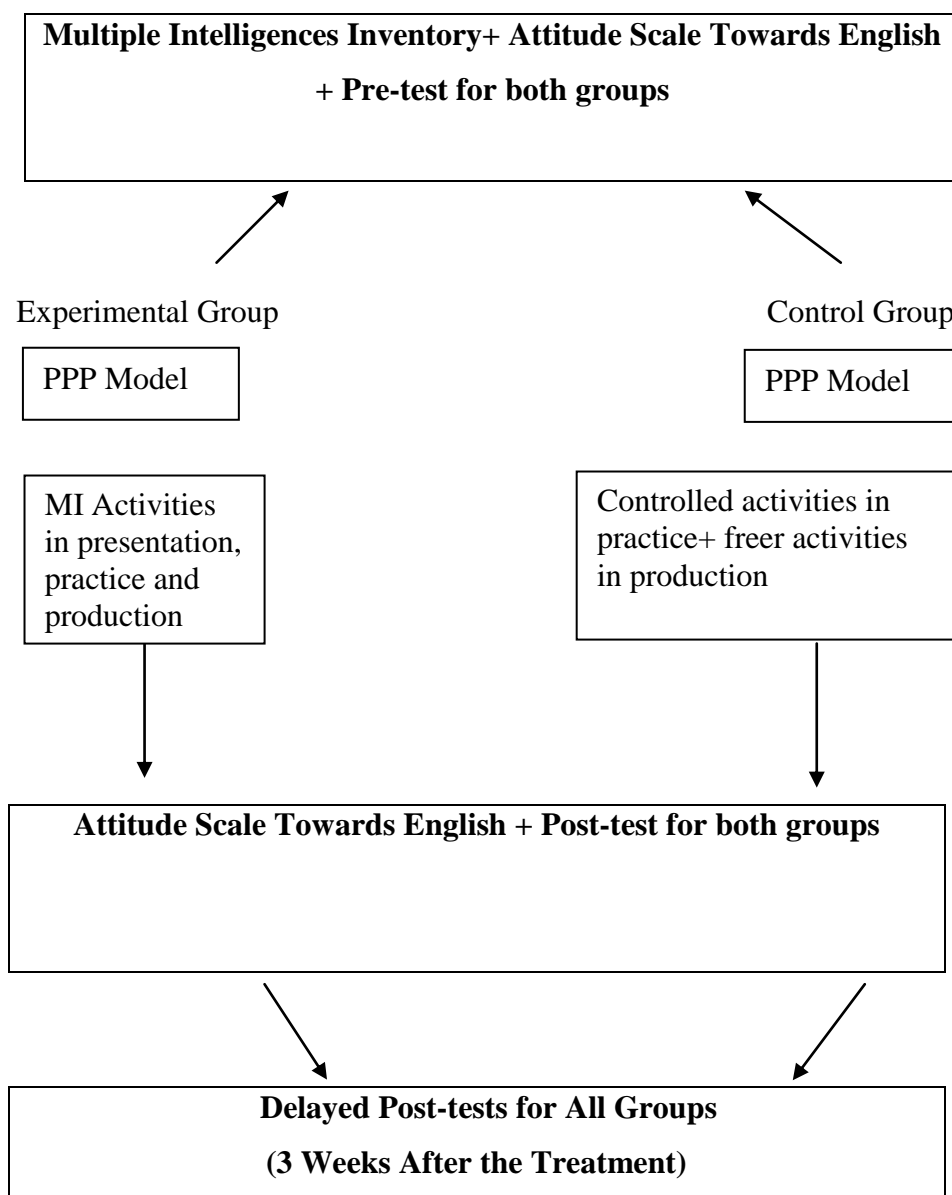 Multiple Intelligences Inventory+ Attitude Scale Towards English
+ Pre-test for both groups
Experimental Group
Control Group
PPP Model
PPP Model
MI Activities
in presentation,
practice and
production
Controlled activities in
practice+ freer activities
in production
Attitude Scale Towards English + Post-test for both groups
Delayed Post-tests for All Groups
(3 Weeks After the Treatment)